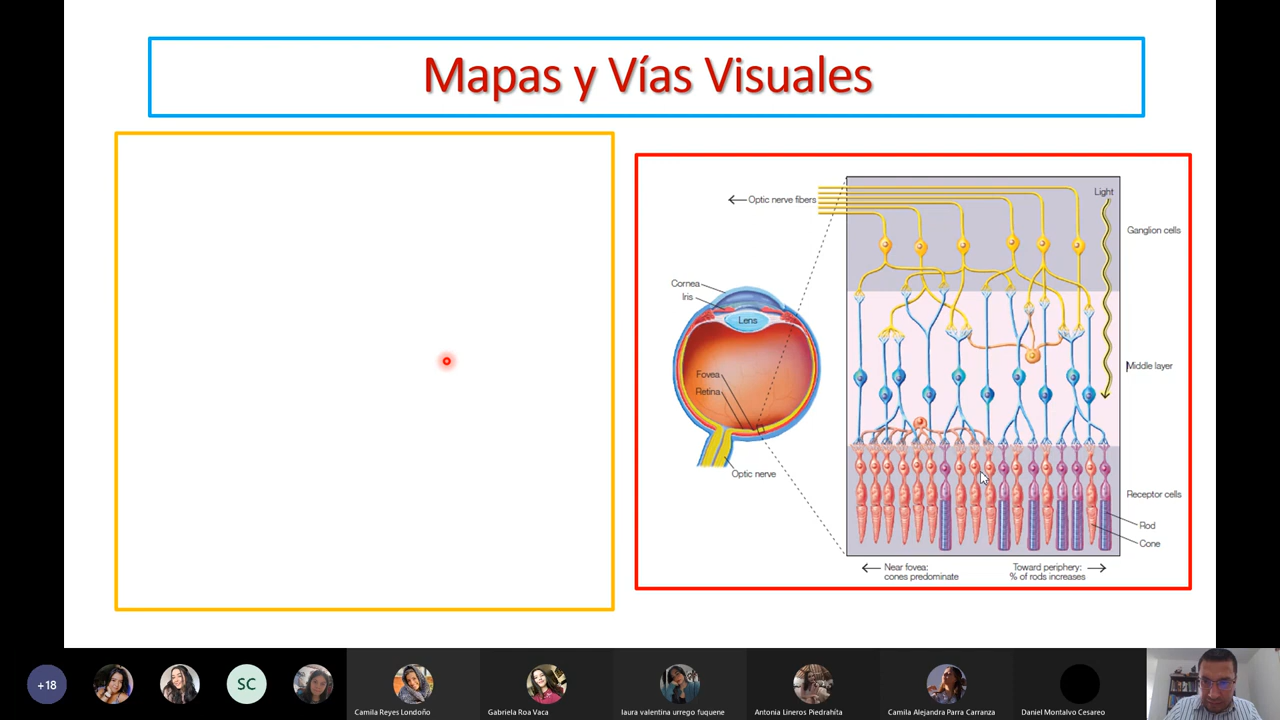 Mapas y Vías Visuales
Optic nerve fibers
Light
Ganglion cells
Cornea
Iris
Lens
Fovea
Retina
Optic nerve
Middle layer
Receptor cells
Rod
Cone
Near fovea:
cones predominate
Toward periphery:
% of rods increases
+18
SC
Camila Reyes Londoño
Gabriela Roa Vaca
laura valentina urrego fuquene
Antonia Lineros Piedrahita
Camila Alejandra Parra Carranza
Daniel Montalvo Cesareo